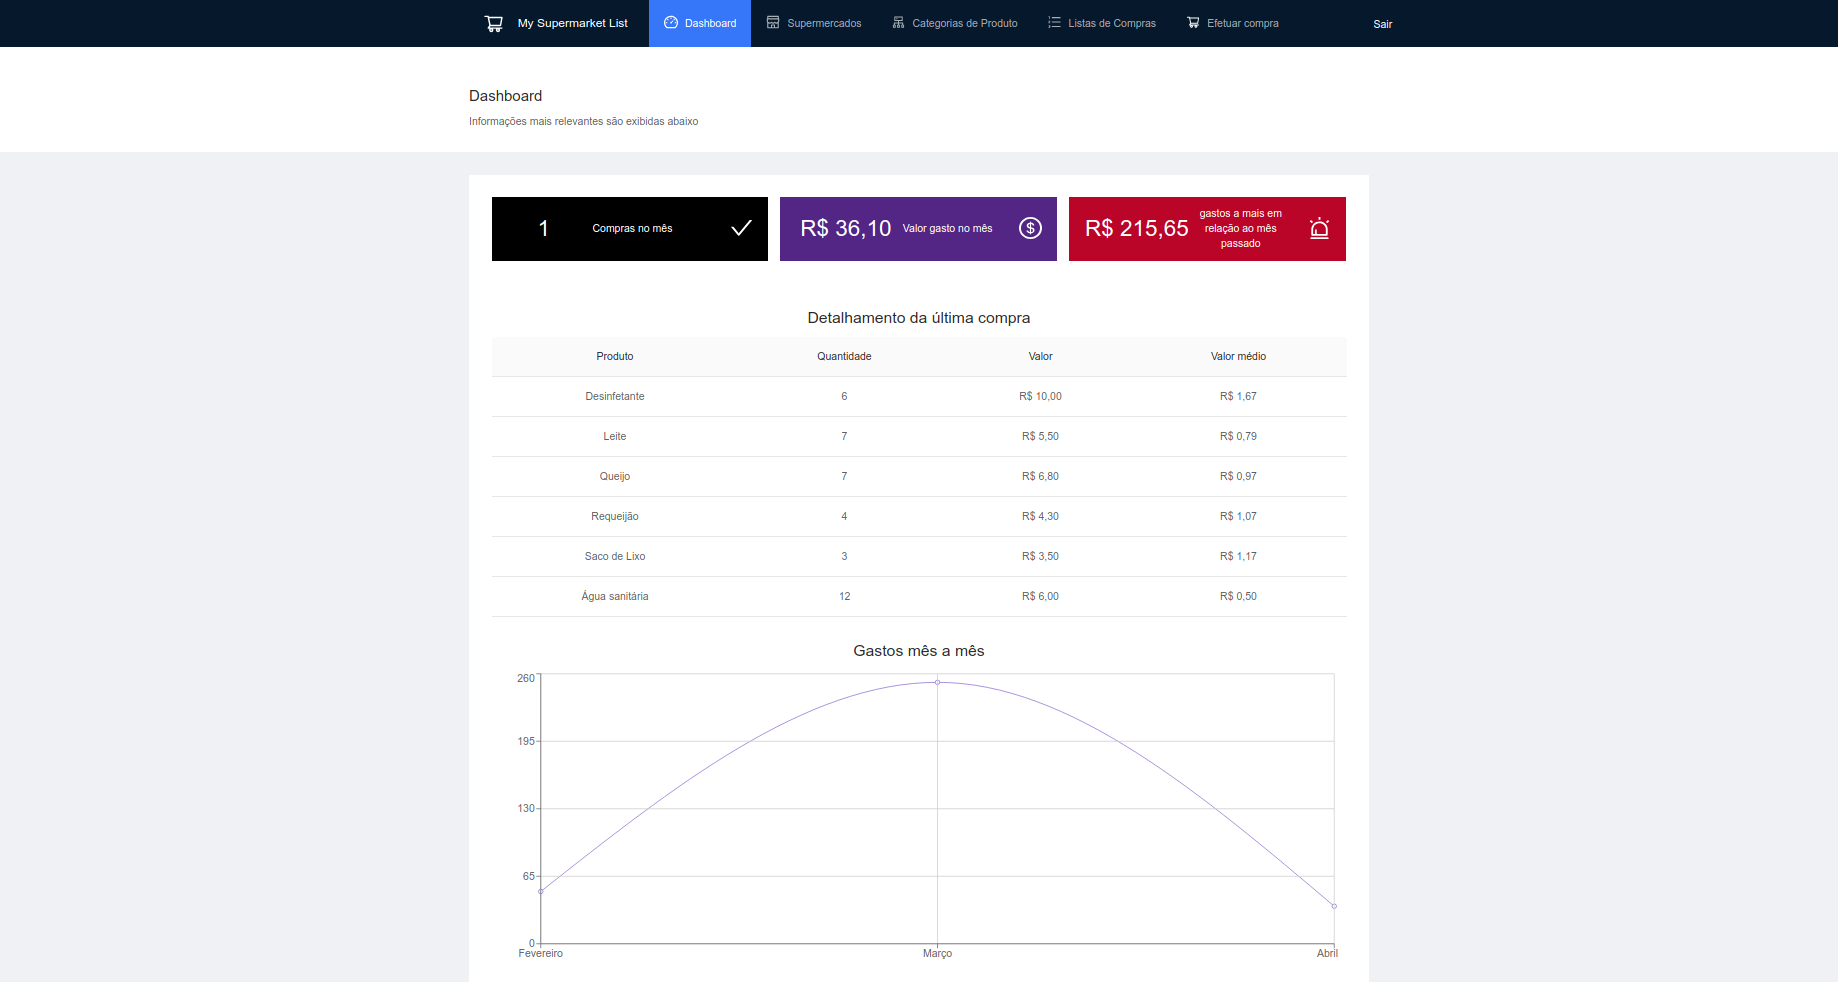 My Supermarket List Dashboard Supermercados Categorias de Produto Listas de Compras Efetuar compra Sair
Dashboard
Informações mais relevantes são exibidas abaixo
1 Compras no mês
R$ 36,10 Valor gasto no mês
R$ 215,65 gastos a mais em
relação ao mês
passado
Detalhamento da última compra
Produto Quantidade Valor Valor médio
Desinfetante 6 R$ 10,00 R$ 1,67
Leite 7 R$ 5,50 R$ 0,79
Queijo 7 R$ 6,80 R$ 0,97
Requeijão 4 R$ 4,30 R$ 1,07
Saco de Lixo 3 R$ 3,50 R$ 1,17
Água sanitária 12 R$ 6,00 R$ 0,50
Gastos mês a mês
260
195
130
65
0
Fevereiro Março Abril